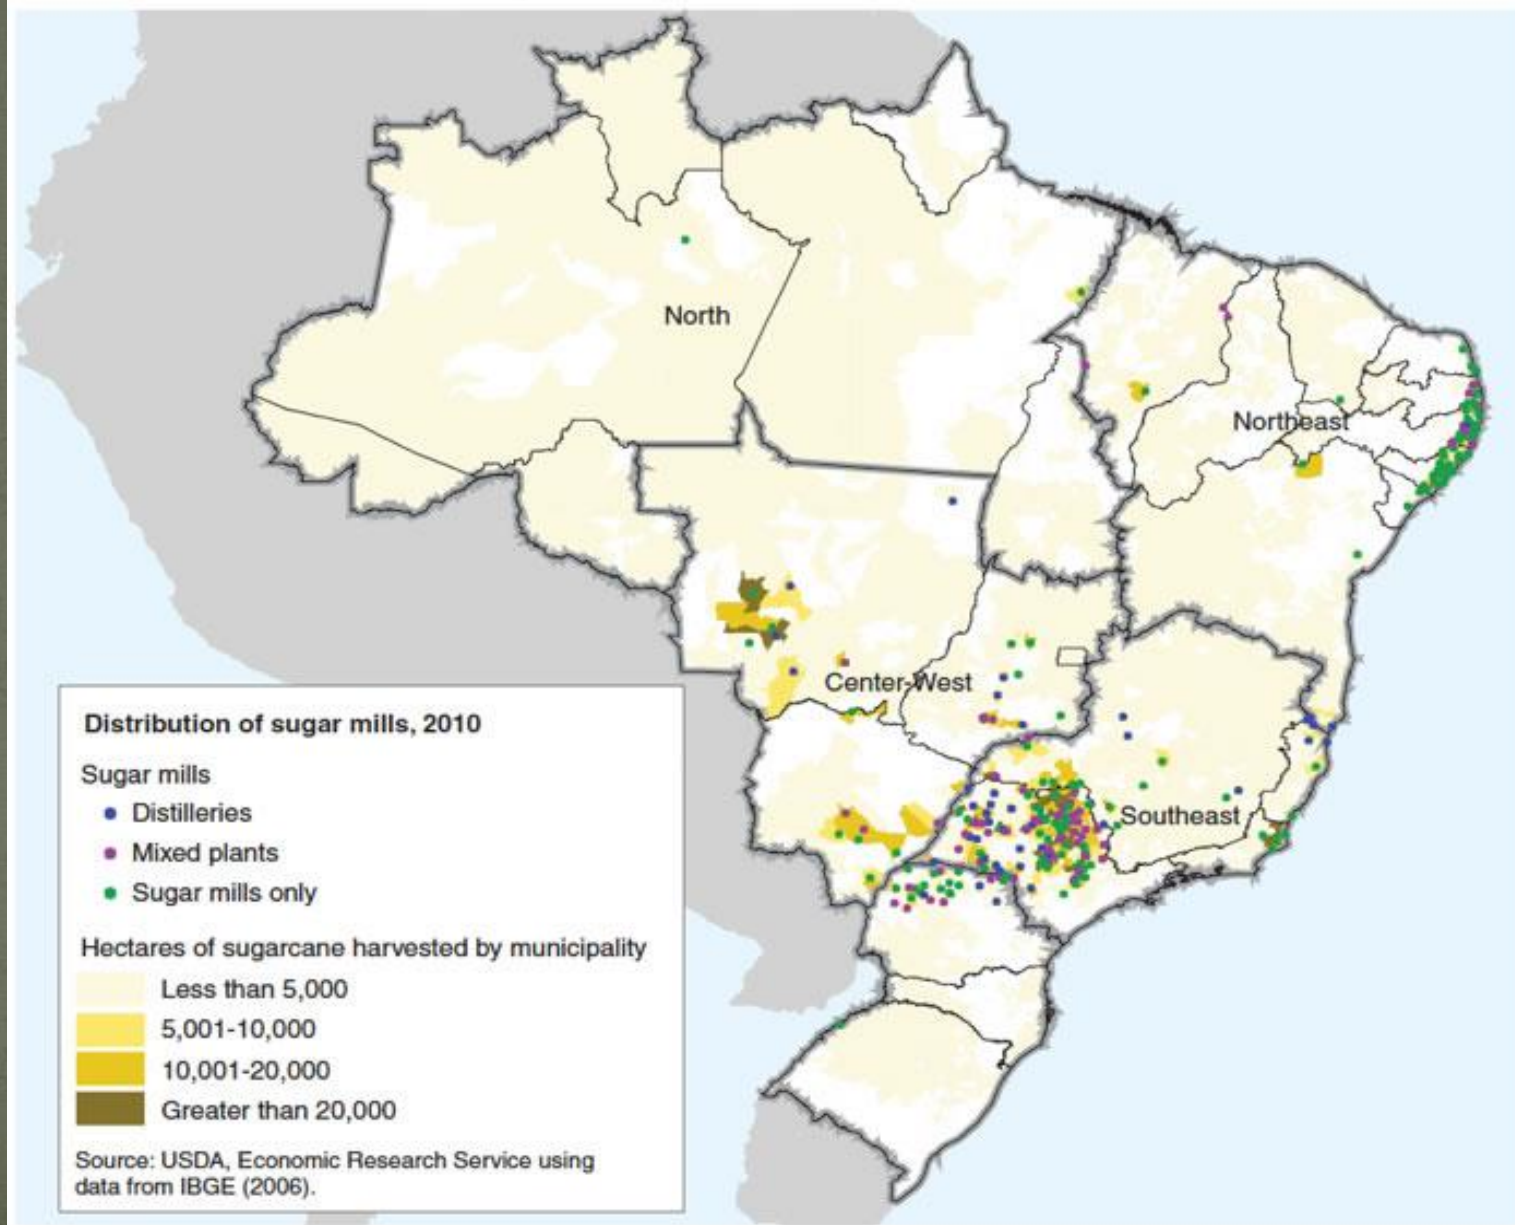 North
Northeast
Center-West
Southeast
Distribution of sugar mills, 2010
Sugar mills
Distilleries
Mixed plants
Sugar mills only
Hectares of sugarcane harvested by municipality
Less than 5,000
5,001-10,000
10,001-20,000
Greater than 20,000
Source: USDA, Economic Research Service using
data from IBGE (2006).